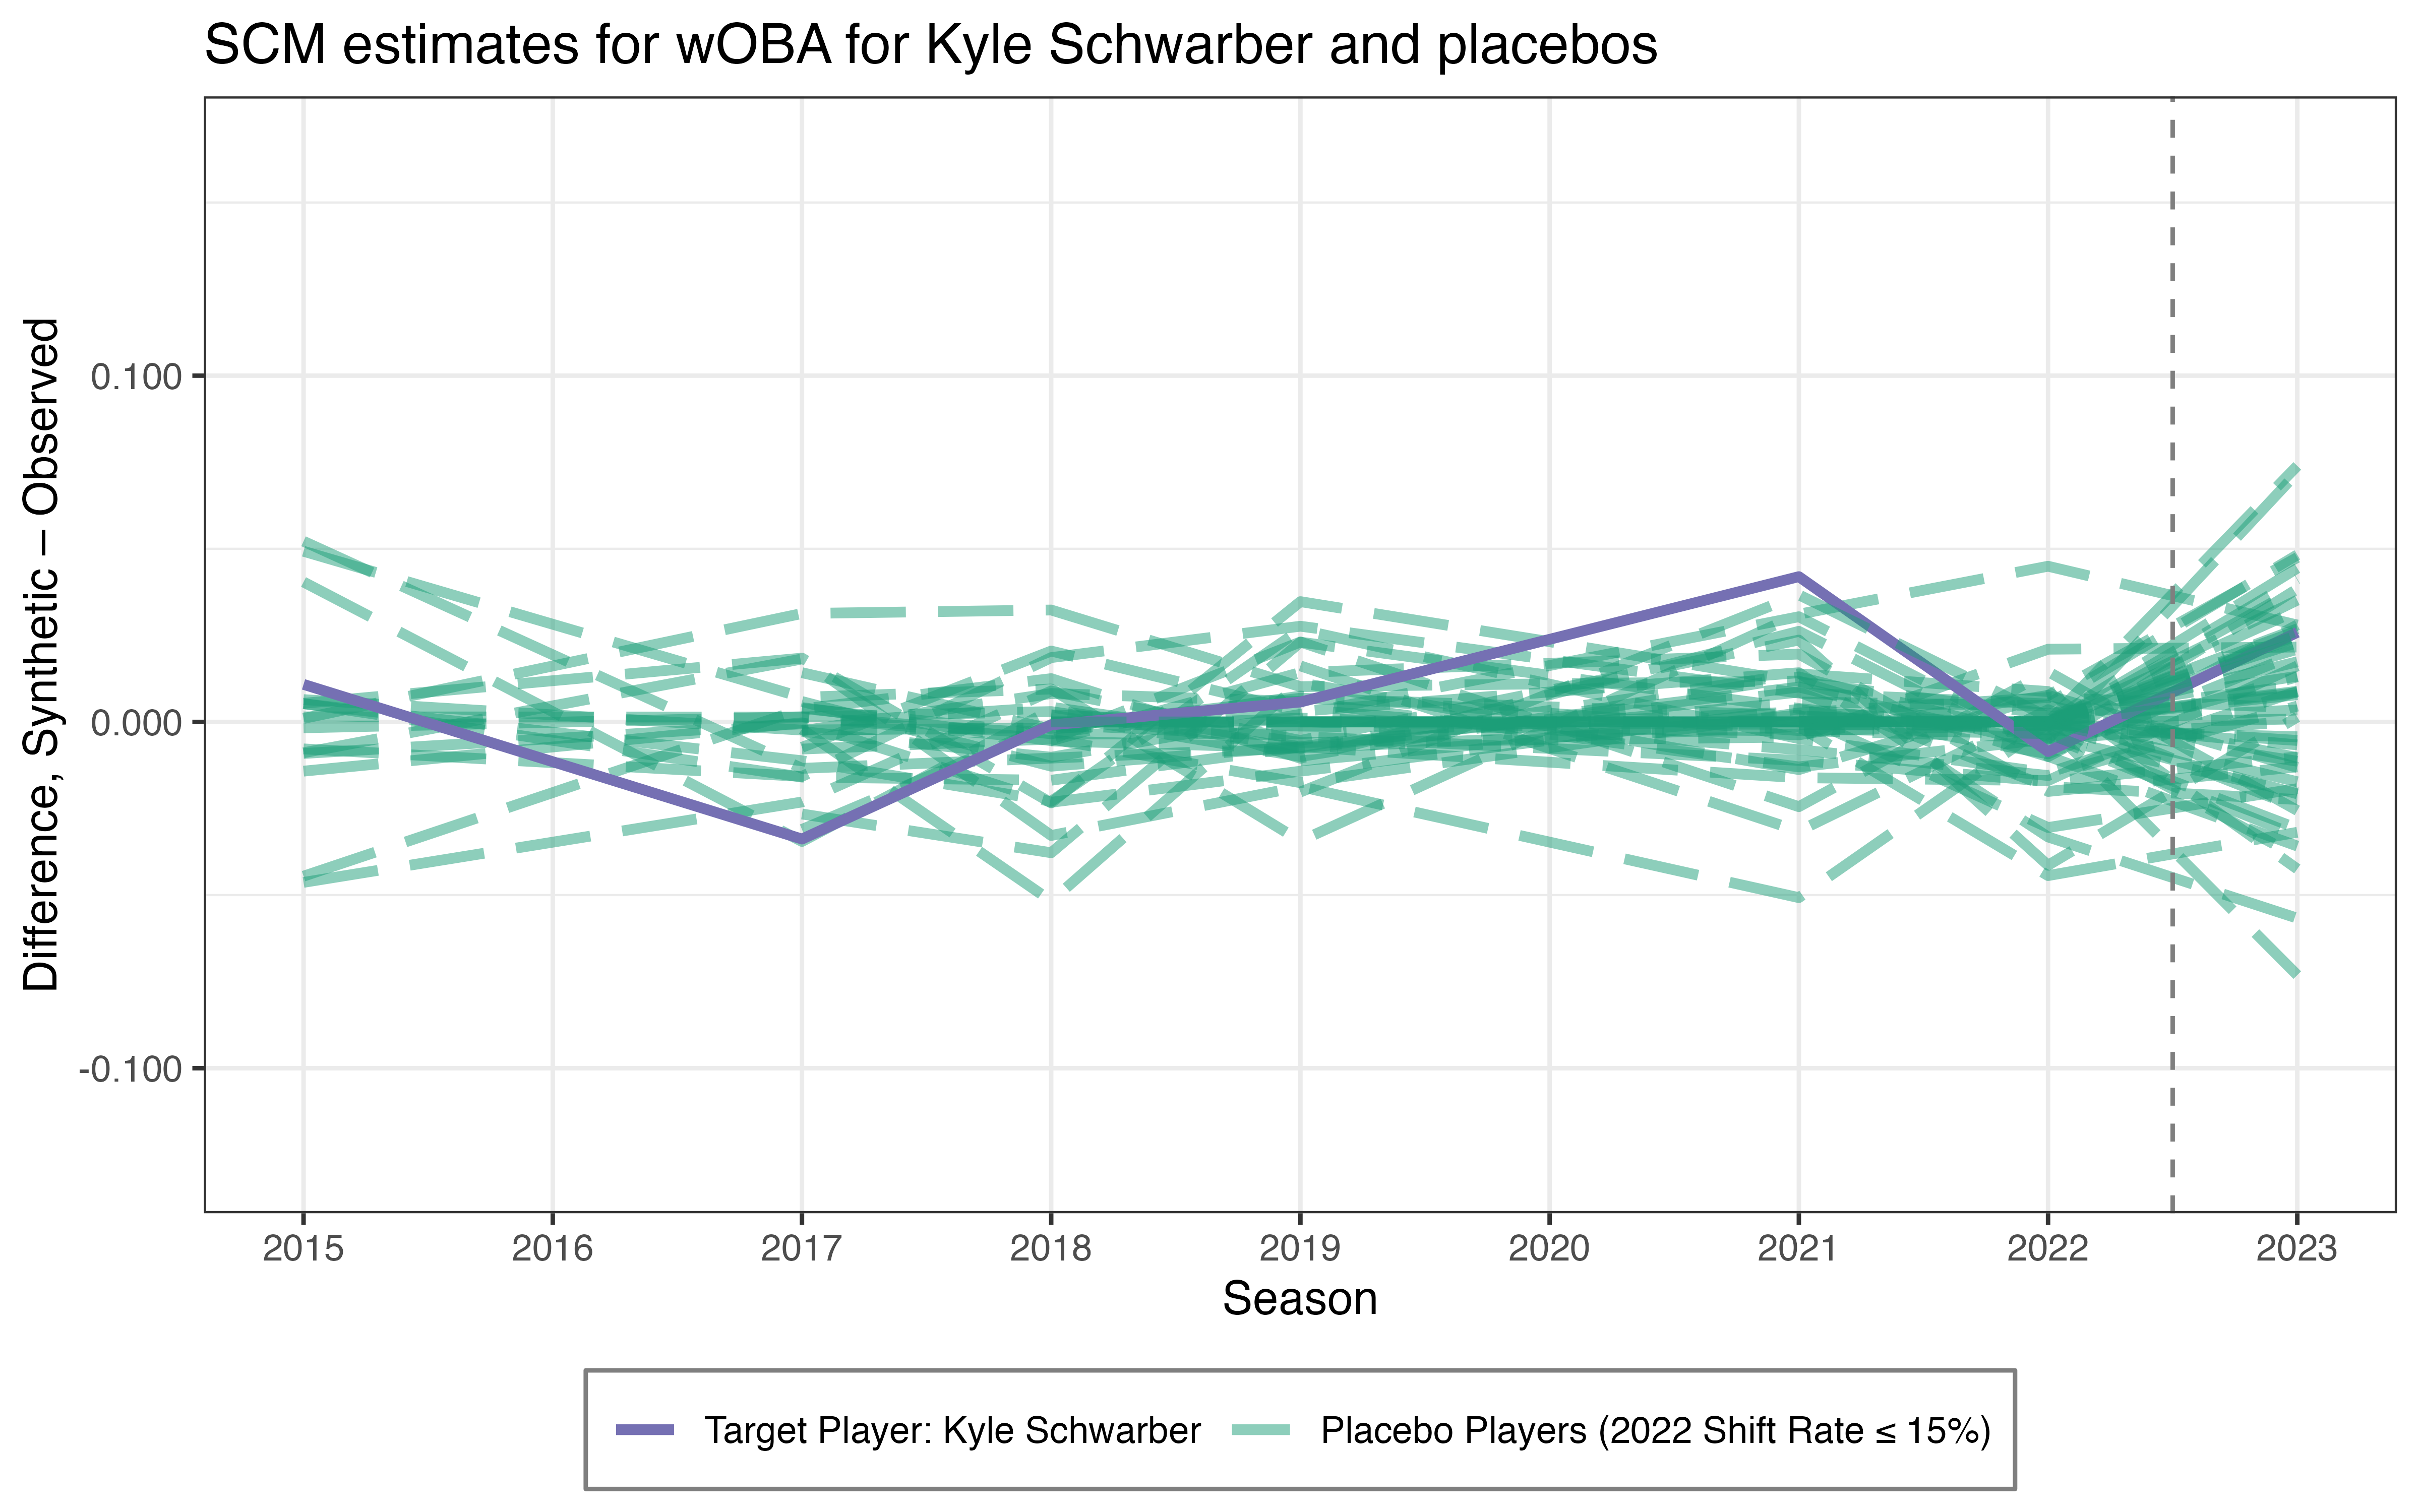 SCM estimates for wOBA for Kyle Schwarber and placebos
Difference, Synthetic − Observed
0.100
0.000
-0.100
2015 2016 2017 2018 2019 2020 2021 2022 2023
Season
Target Player: Kyle Schwarber Placebo Players (2022 Shift Rate ≤ 15%)